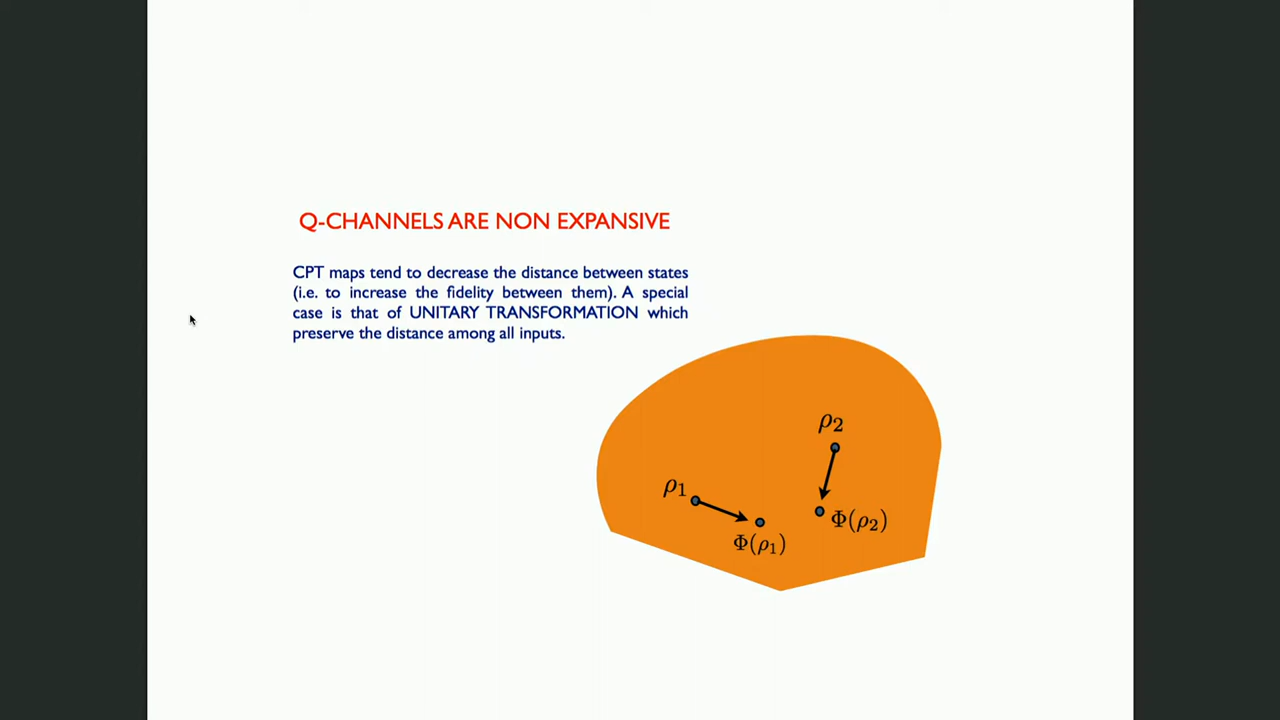 Q-CHANNELS ARE NON EXPANSIVE
CPT maps tend to decrease the distance between states
(i.e. to increase the fidelity between them). A special
case is that of UNITARY TRANSFORMATION which
preserve the distance among all inputs.
ρ₂
ρ₁
Φ(ρ₂)
Φ(ρ₁)